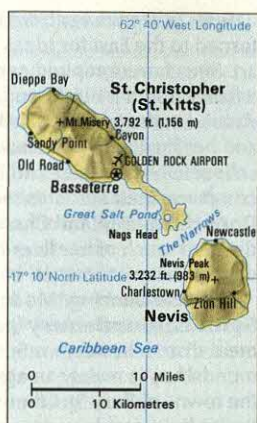 62° 40' West Longitude
Dieppe Bay
St. Christopher
(St. Kitts)
Mt. Misery 3,792 ft. (1,156 m)
Cayon
Sandy Point
GOLDEN ROCK AIRPORT
Old Road
Basseterre
Great Salt Pond
The Narrows
Nags Head
Newcastle
Nevis Peak
17° 10' North Latitude
3,232 ft. (983 m)
Charlestown
Zion Hill
Nevis
Caribbean Sea
0 10 Miles
0 10 Kilometres